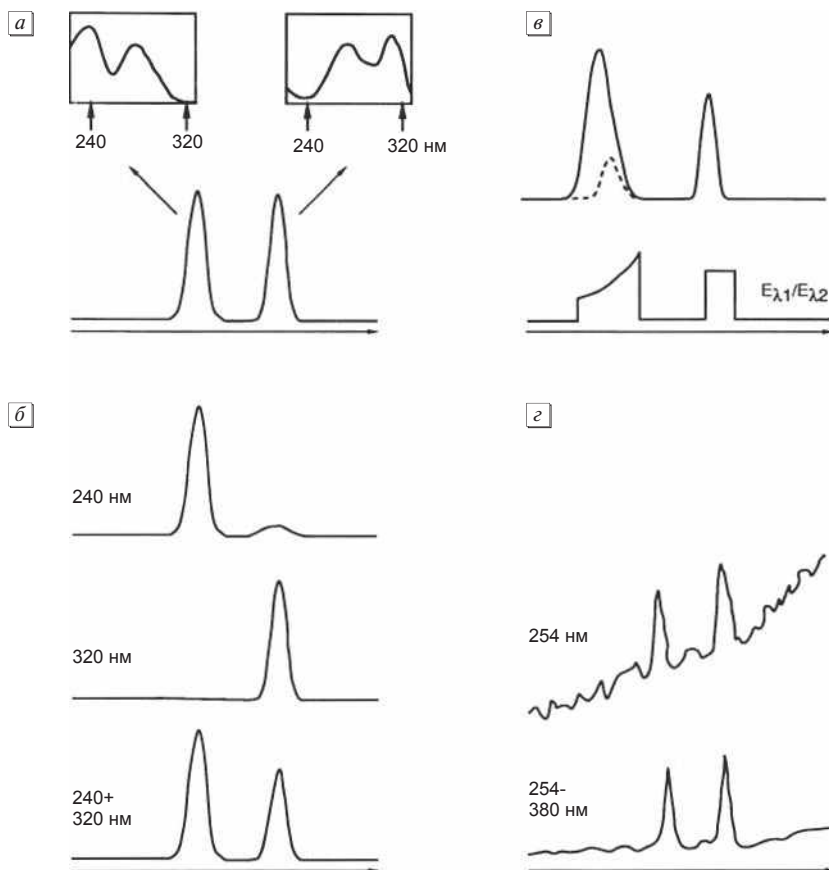 а
240
320
240
320 нм
в
Eλ1/Eλ2
б
240 нм
320 нм
240+
320 нм
г
254 нм
254-
380 нм